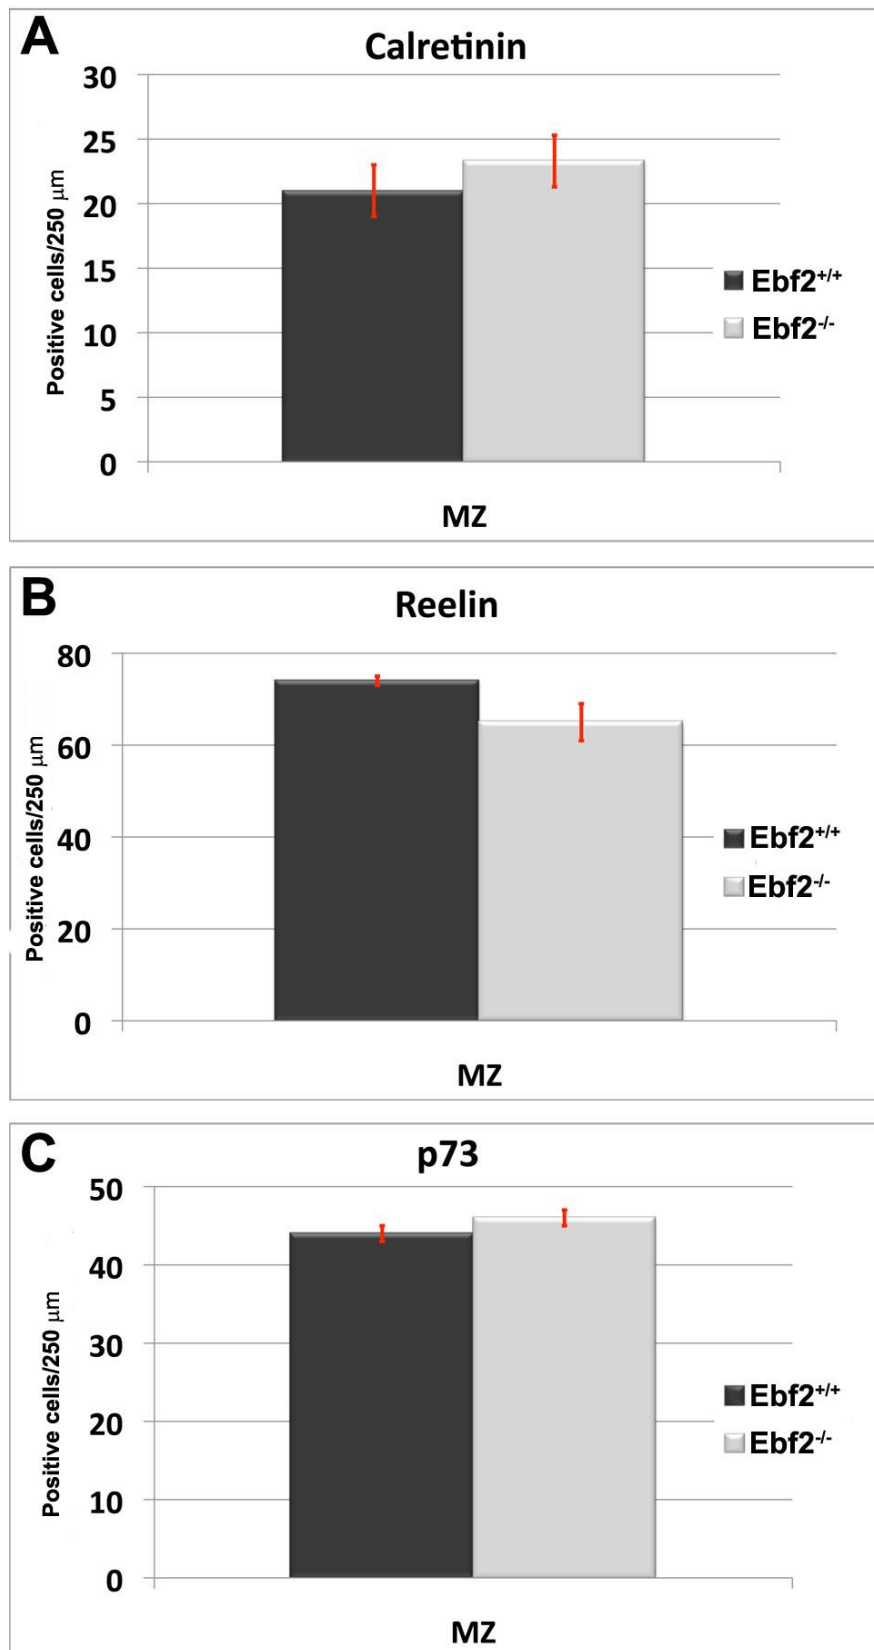 A
Calretinin
30
25
20
15
10
5
0
Positive cells/250 µm
MZ
Ebf2+/+
Ebf2-/-
B
Reelin
80
60
40
20
0
Positive cells/250 µm
MZ
Ebf2+/+
Ebf2-/-
C
p73
50
40
30
20
10
0
Positive cells/250 µm
MZ
Ebf2+/+
Ebf2-/-